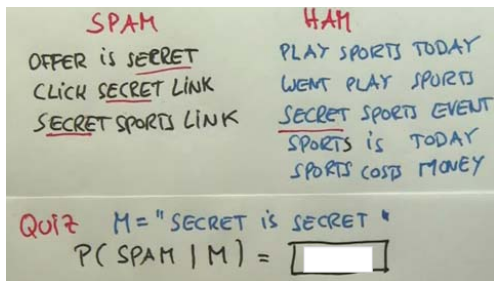 SPAM
OFFER iS SECRET
CLICK SECRET LINK
SECRET SPORTS LINK
HAM
PLAY SPORTS TODAY
WENT PLAY SPORTS
SECRET SPORTS EVENT
SPORTS iS TODAY
SPORTS COSTS MONEY
QUIZ M="SECRET iS SECRET"
P(SPAM|M) =